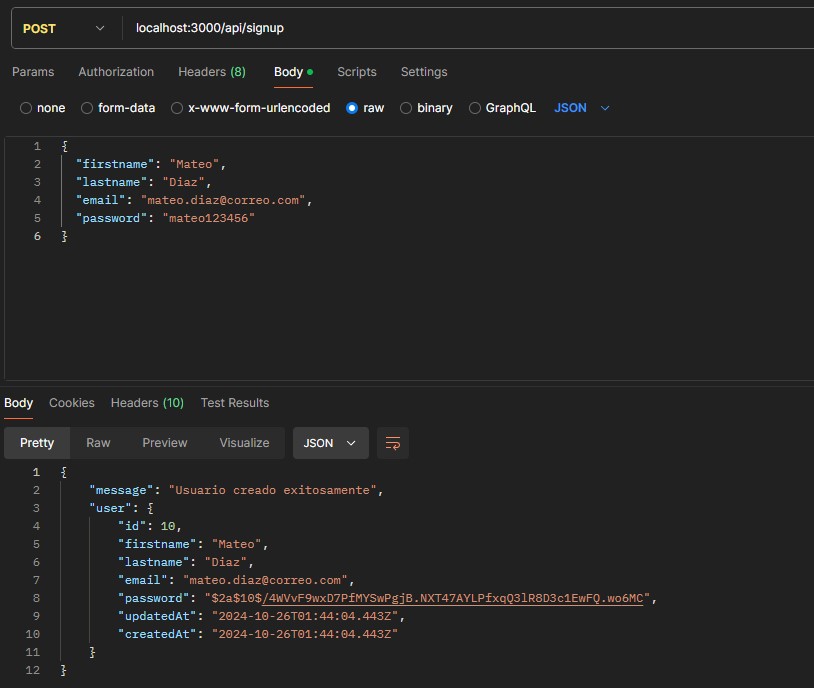 POST localhost:3000/api/signup
Params Authorization Headers (8) Body Scripts Settings
none form-data x-www-form-urlencoded raw binary GraphQL JSON
1 {
2 "firstname": "Mateo",
3 "lastname": "Diaz",
4 "email": "mateo.diaz@correo.com",
5 "password": "mateo123456"
6 }
Body Cookies Headers (10) Test Results
Pretty Raw Preview Visualize JSON
1 {
2 "message": "Usuario creado exitosamente",
3 "user": {
4 "id": 10,
5 "firstname": "Mateo",
6 "lastname": "Diaz",
7 "email": "mateo.diaz@correo.com",
8 "password": "$2a$10$/4WVvF9wxD7PfMYSwPgjB.NXT47AYLPfxqQ3lR8D3c1EwFQ.wo6MC",
9 "updatedAt": "2024-10-26T01:44:04.443Z",
10 "createdAt": "2024-10-26T01:44:04.443Z"
11 }
12 }